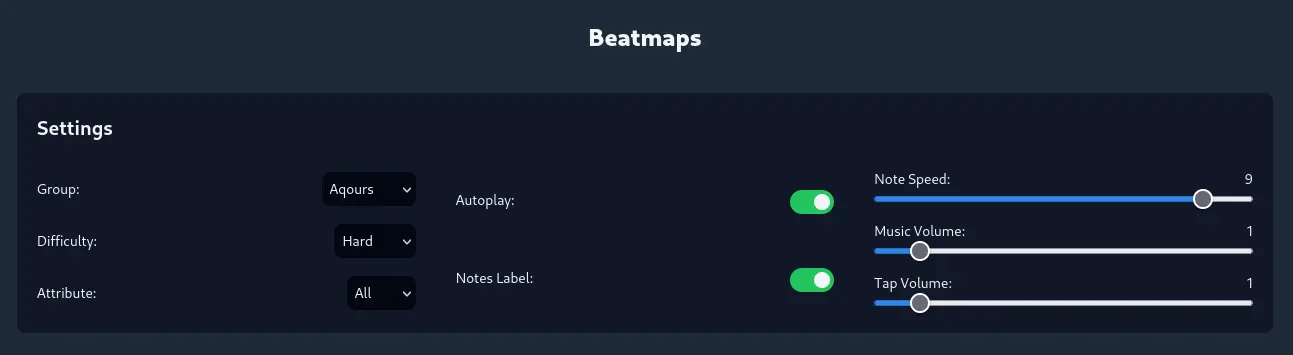 Beatmaps
Settings
Group: Aqours
Difficulty: Hard
Attribute: All
Autoplay:
Notes Label:
Note Speed: 9
Music Volume: 1
Tap Volume: 1